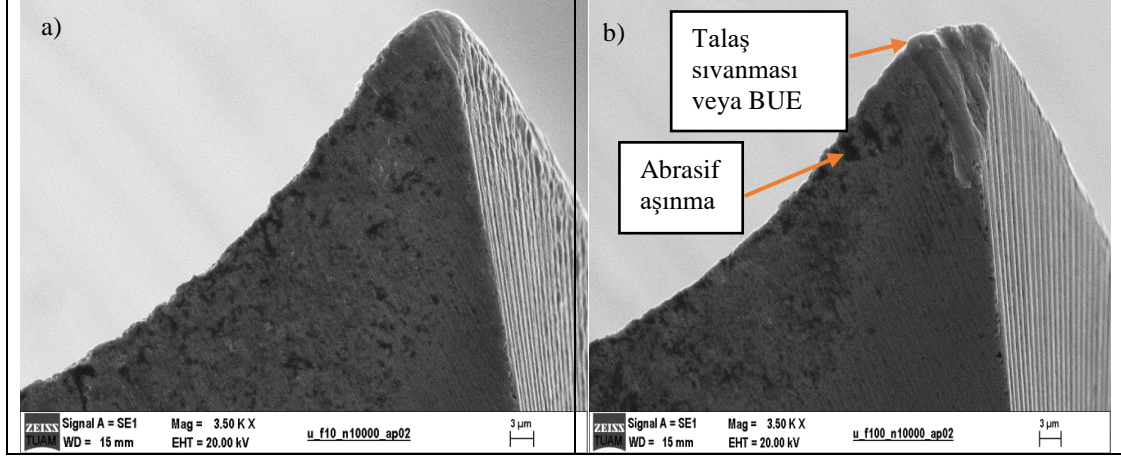 a)
b)
Talaş
sıvanması
veya BUE
Abrasif
aşınma
ZEISS
TUAM
Signal A = SE1 Mag = 3.50 K X
WD = 15 mm EHT = 20.00 kV
u_f10_n10000_ap02
3 µm
ZEISS
TUAM
Signal A = SE1 Mag = 3.50 K X
WD = 15 mm EHT = 20.00 kV
u_f100_n10000_ap02
3 µm